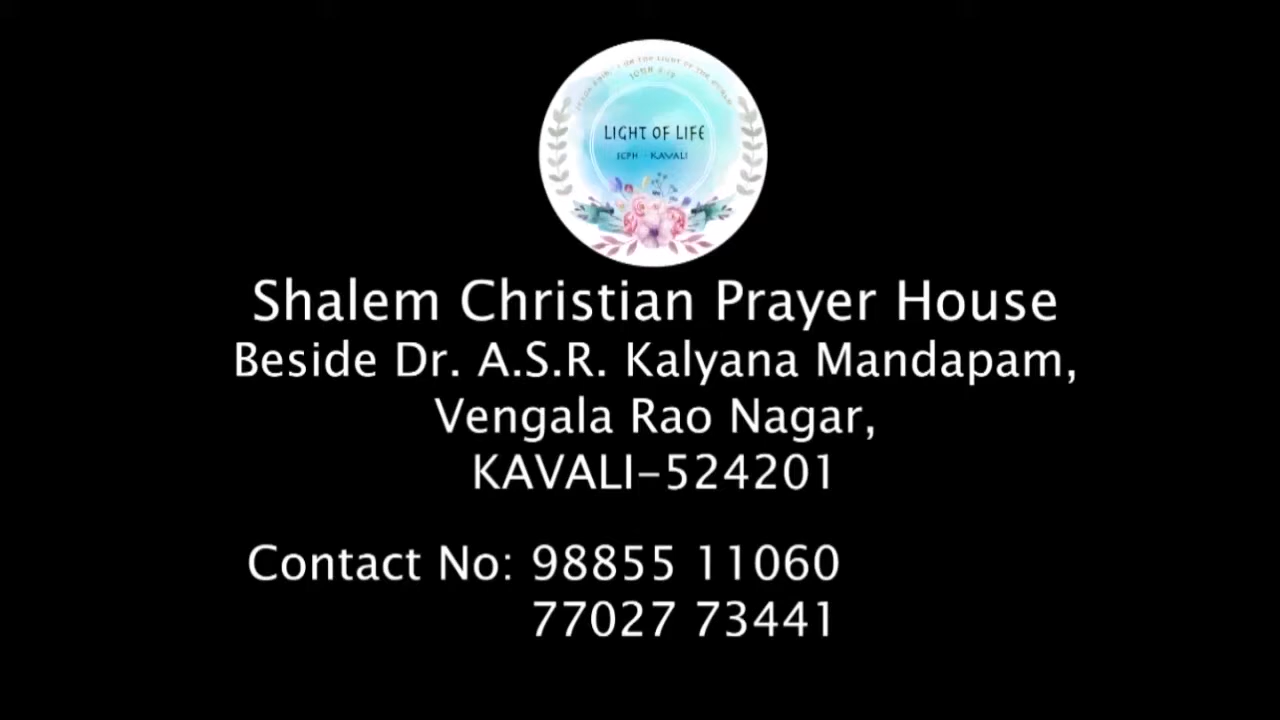 LIGHT OF LIFE
SCPH - KAVALI
Shalem Christian Prayer House
Beside Dr. A.S.R. Kalyana Mandapam,
Vengala Rao Nagar,
KAVALI-524201
Contact No: 98855 11060
77027 73441